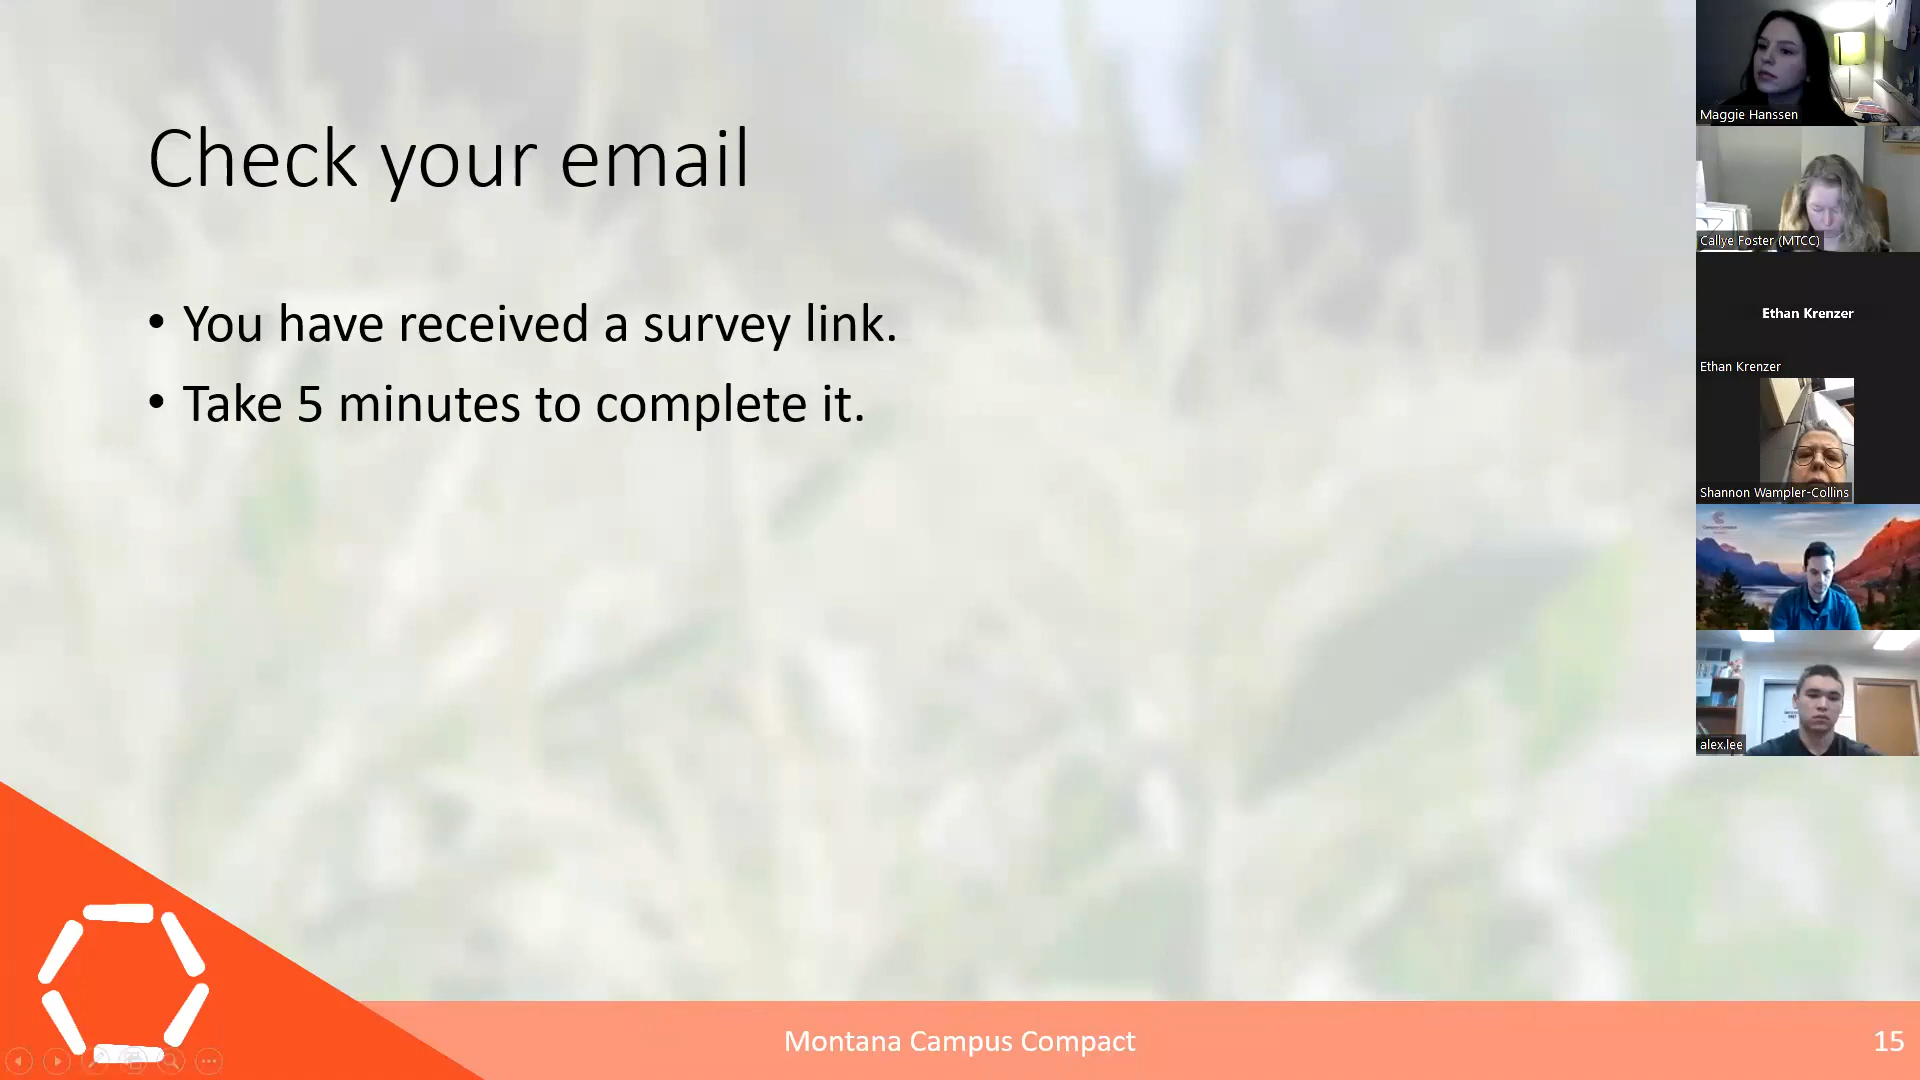 Check your email
• You have received a survey link.
• Take 5 minutes to complete it.
Montana Campus Compact
15
Maggie Hanssen
Callye Foster (MTCC)
Ethan Krenzer
Ethan Krenzer
Shannon Wampler-Collins
alex.lee